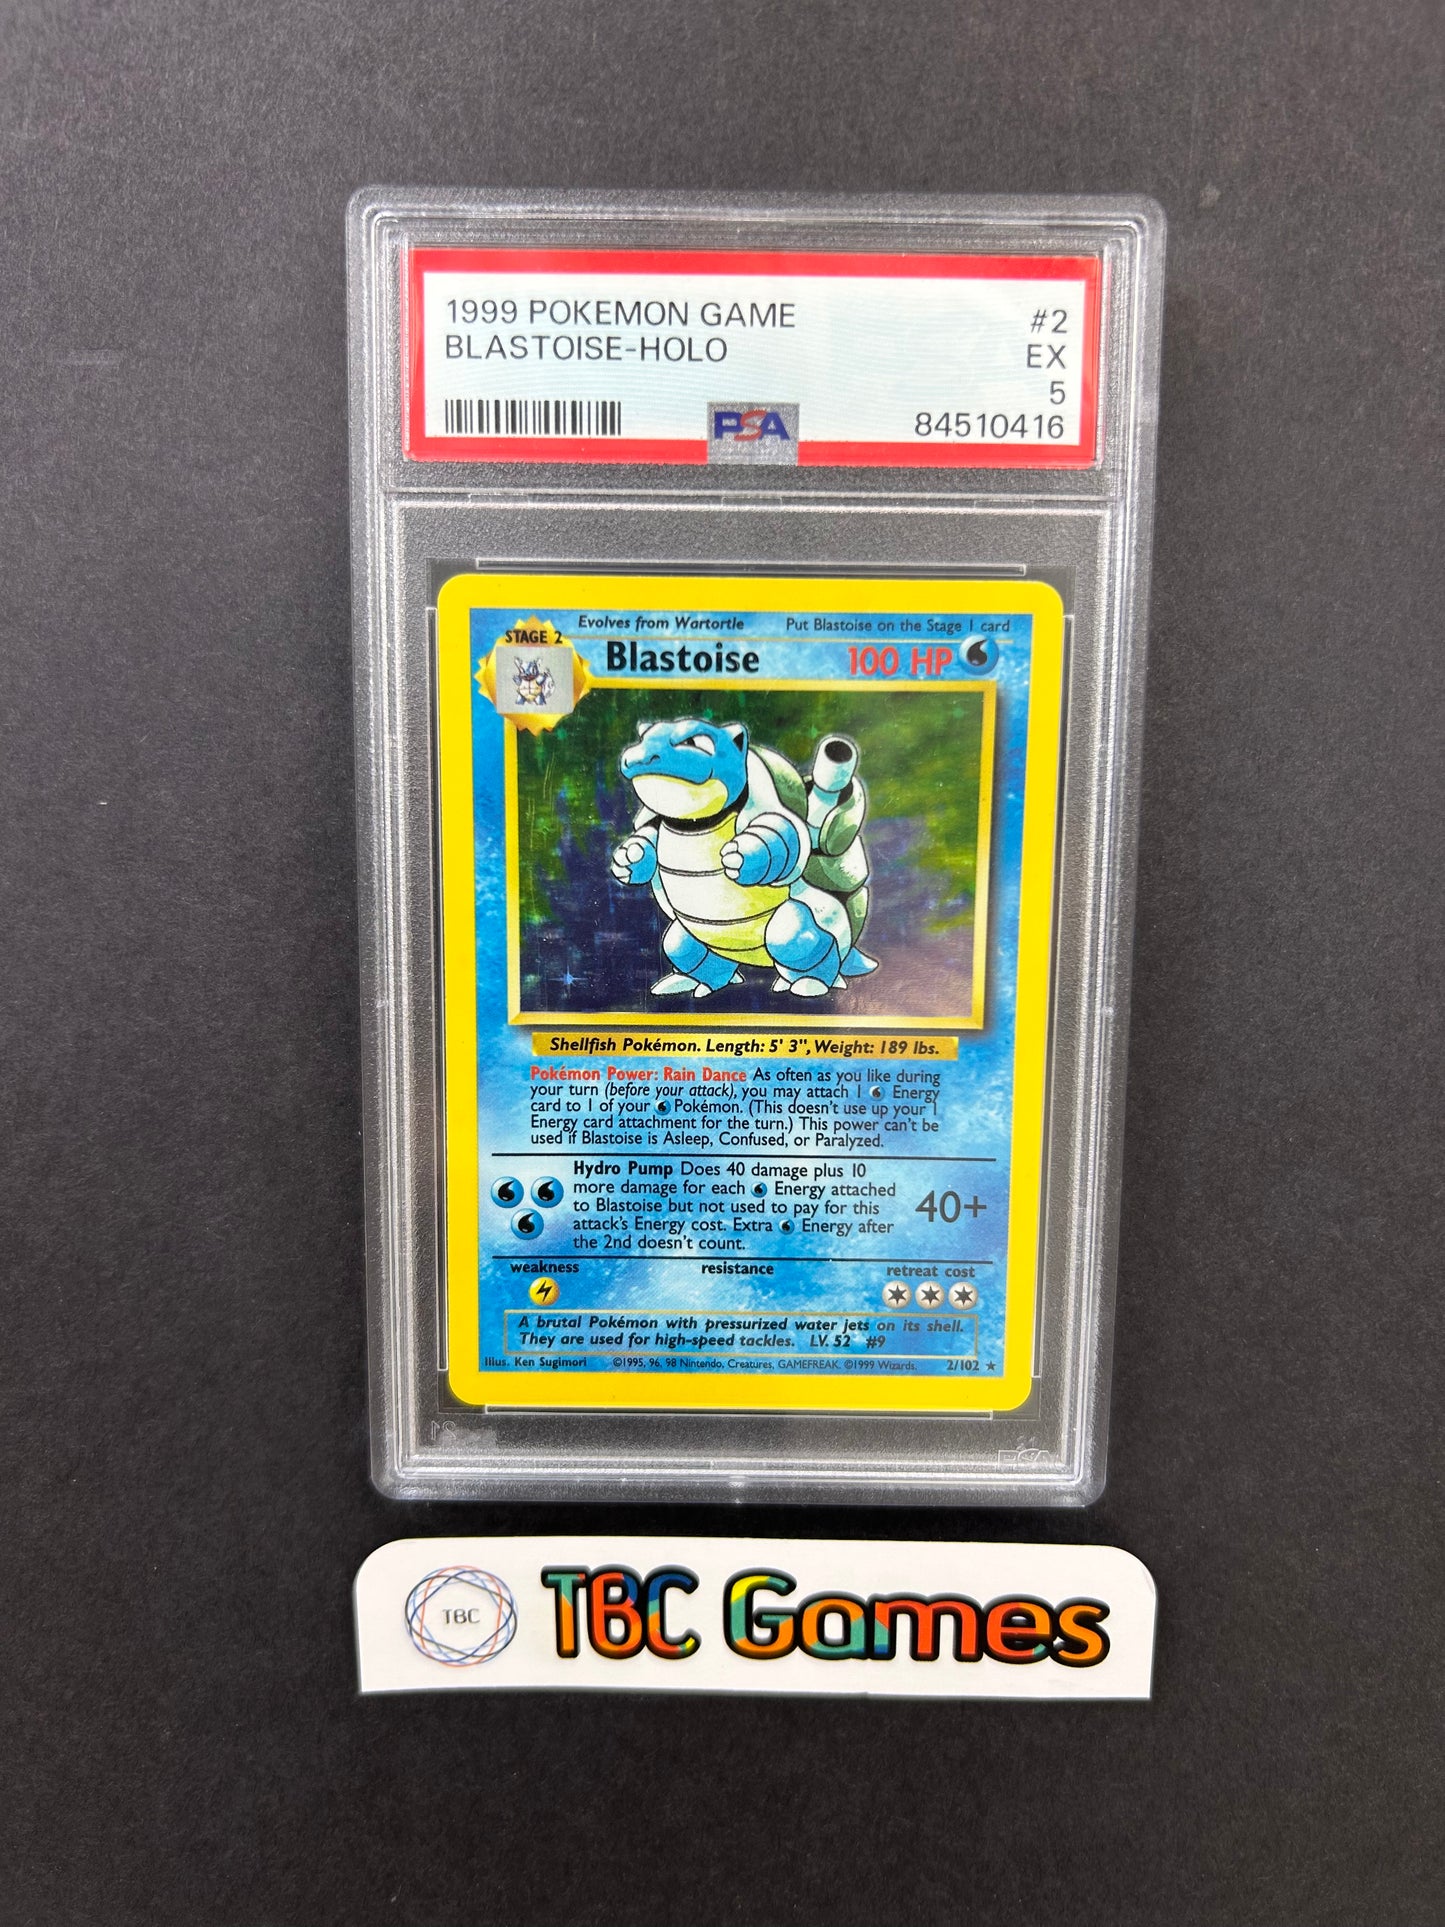 1999 POKEMON GAME #2
BLASTOISE-HOLO EX
5
PSA 84510416
Evolves from Wartortle Put Blastoise on the Stage 1 card
STAGE 2
Blastoise 100 HP
Shellfish Pokémon. Length: 5' 3", Weight: 189 lbs.
Pokémon Power: Rain Dance As often as you like during
your turn (before your attack), you may attach 1 Energy
card to 1 of your Pokémon. (This doesn't use up your 1
Energy card attachment for the turn.) This power can't be
used if Blastoise is Asleep, Confused, or Paralyzed.
Hydro Pump Does 40 damage plus 10
more damage for each Energy attached
to Blastoise but not used to pay for this
attack's Energy cost. Extra Energy after
the 2nd doesn't count.
40+
weakness resistance retreat cost
A brutal Pokémon with pressurized water jets on its shell.
They are used for high-speed tackles. LV. 52 #9
Illus. Ken Sugimori ©1995, 96, 98 Nintendo, Creatures, GAMEFREAK. ©1999 Wizards. 2/102 ★
PSA
TBC TBC Games